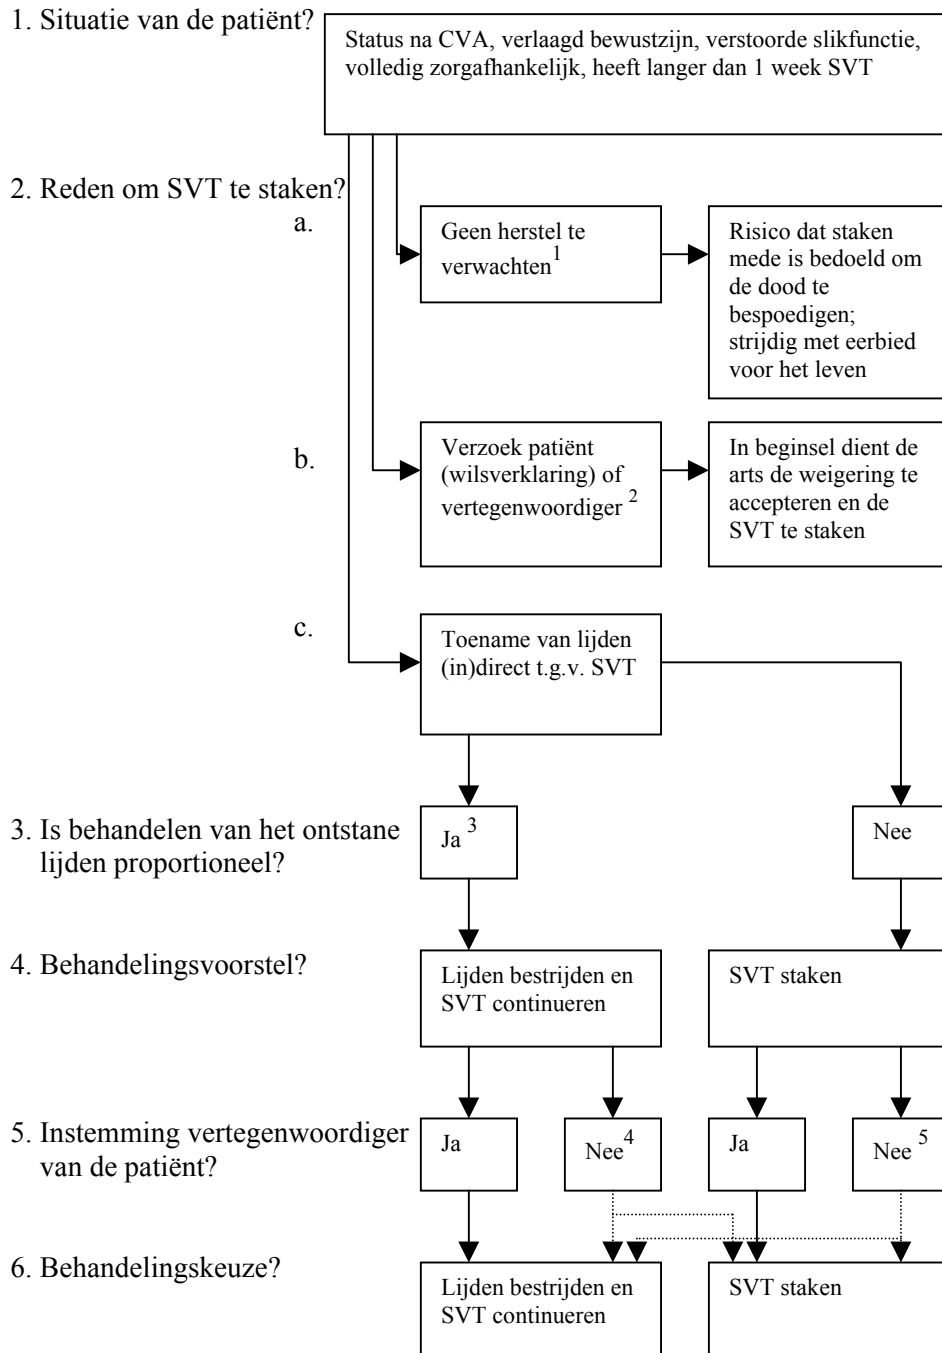 1. Situatie van de patiënt?
Status na CVA, verlaagd bewustzijn, verstoorde slikfunctie,
volledig zorgafhankelijk, heeft langer dan 1 week SVT
2. Reden om SVT te staken?
a.
Geen herstel te
verwachten1
Risico dat staken
mede is bedoeld om
de dood te
bespoedigen;
strijdig met eerbied
voor het leven
b.
Verzoek patiënt
(wilsverklaring) of
vertegenwoordiger 2
In beginsel dient de
arts de weigering te
accepteren en de
SVT te staken
c.
Toename van lijden
(in)direct t.g.v. SVT
3. Is behandelen van het ontstane
lijden proportioneel?
Ja 3
Nee
4. Behandelingsvoorstel?
Lijden bestrijden en
SVT continueren
SVT staken
5. Instemming vertegenwoordiger
van de patiënt?
Ja
Nee4
Ja
Nee 5
6. Behandelingskeuze?
Lijden bestrijden en
SVT continueren
SVT staken